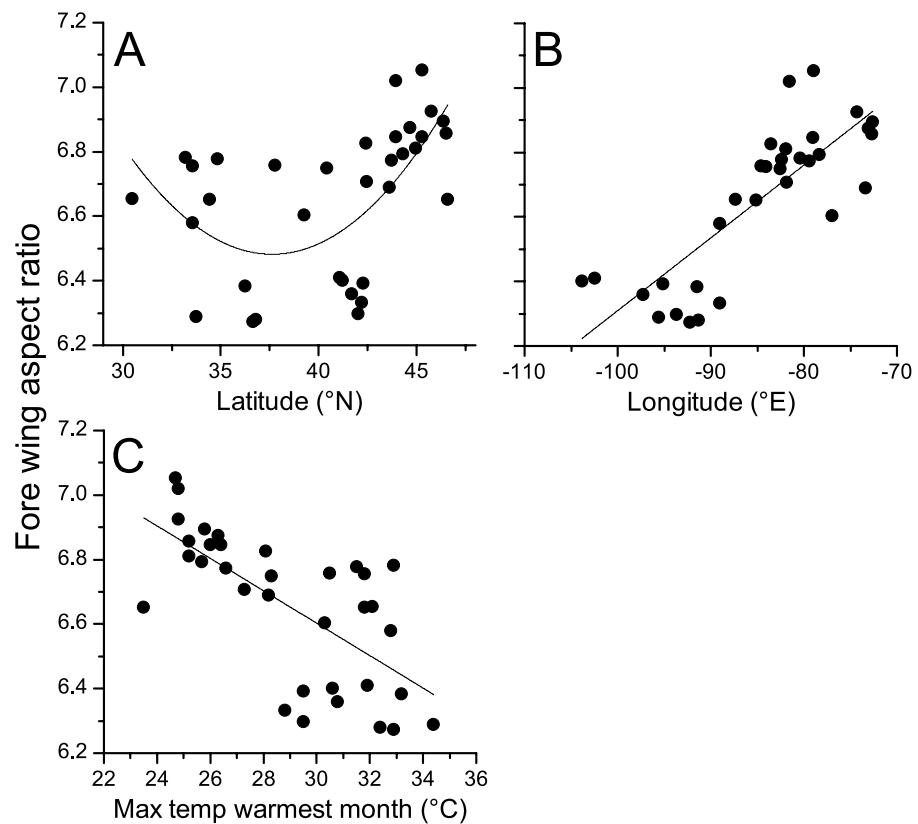 A
7.2
7.0
6.8
6.6
6.4
6.2
30 35 40 45
Latitude (°N)
B
-110 -100 -90 -80 -70
Longitude (°E)
Fore wing aspect ratio
C
7.2
7.0
6.8
6.6
6.4
6.2
22 24 26 28 30 32 34 36
Max temp warmest month (°C)